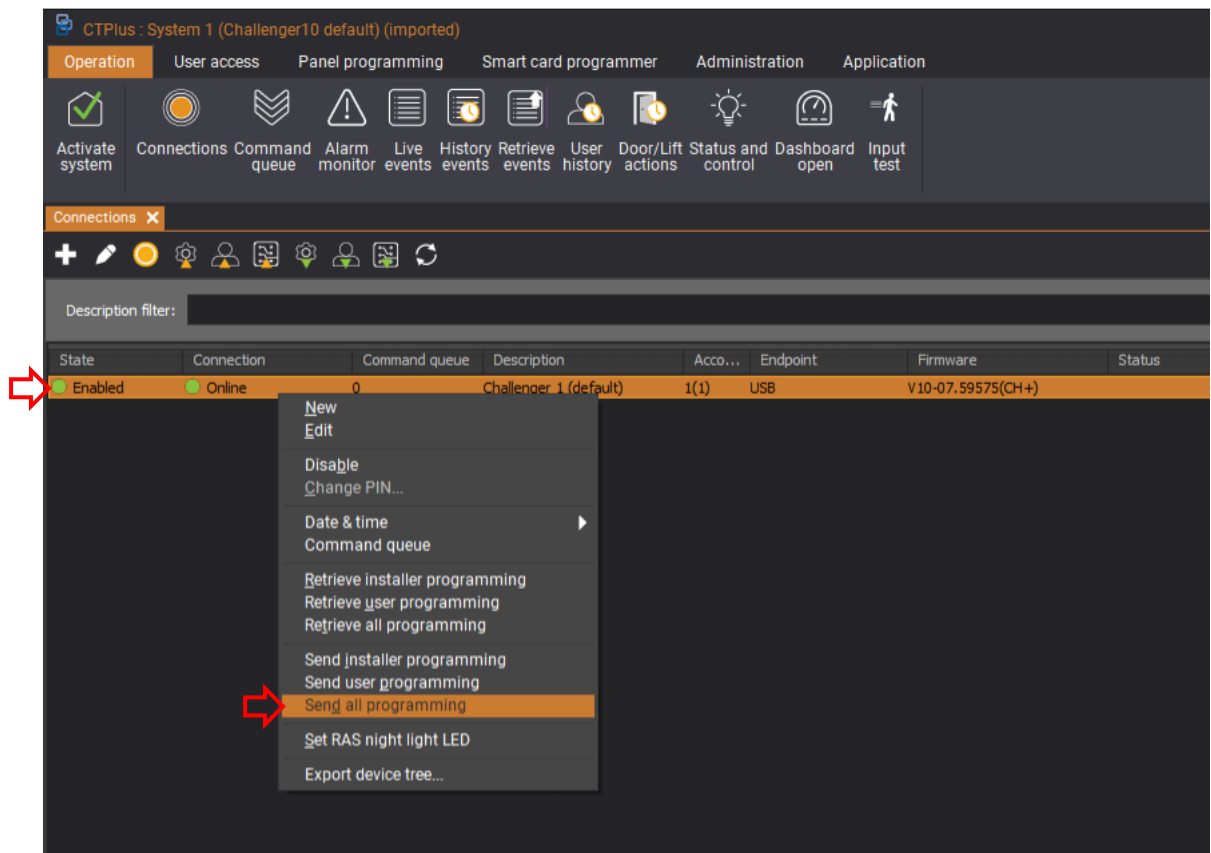 CTPlus : System 1 (Challenger10 default) (imported)
Operation User access Panel programming Smart card programmer Administration Application
Activate system
Connections
Command queue
Alarm monitor
Live events
History events
Retrieve events
User history
Door/Lift actions
Status and control
Dashboard open
Input test
Connections
Description filter:
State Connection Command queue Description Acco... Endpoint Firmware Status
Enabled Online 0 Challenger 1 (default) 1(1) USB V10-07.59575(CH+)
New
Edit
Disable
Change PIN...
Date & time
Command queue
Retrieve installer programming
Retrieve user programming
Retrieve all programming
Send installer programming
Send user programming
Send all programming
Set RAS night light LED
Export device tree...